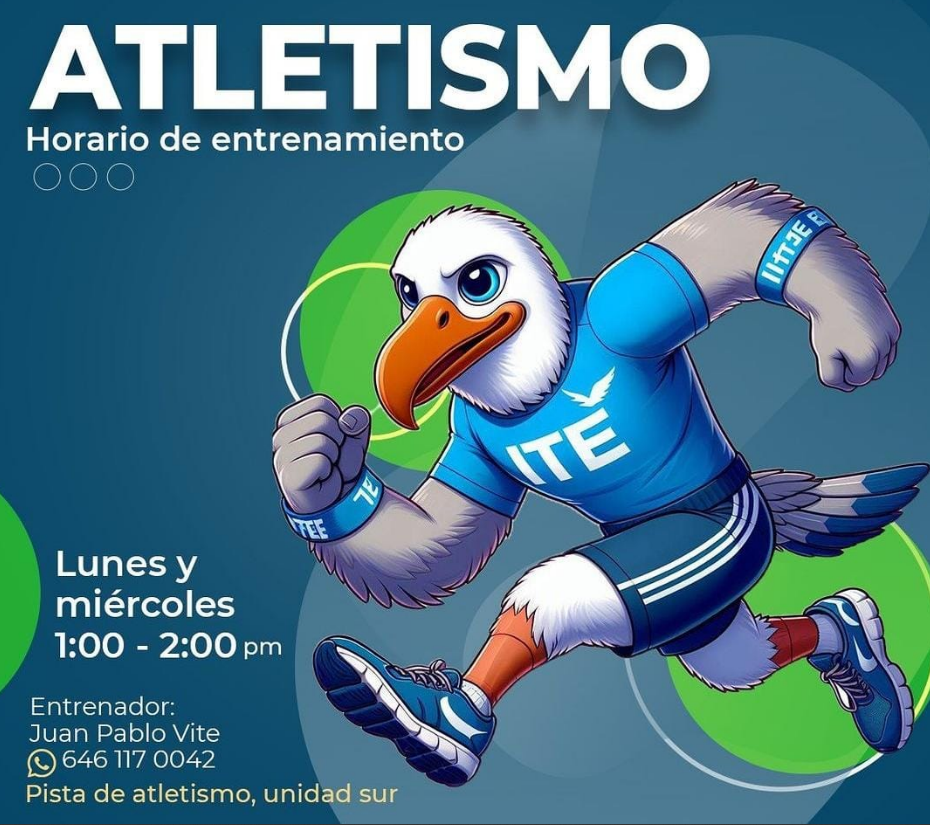 ATLETISMO
Horario de entrenamiento
ITE
Lunes y
miércoles
1:00 - 2:00 pm
Entrenador:
Juan Pablo Vite
646 117 0042
Pista de atletismo, unidad sur